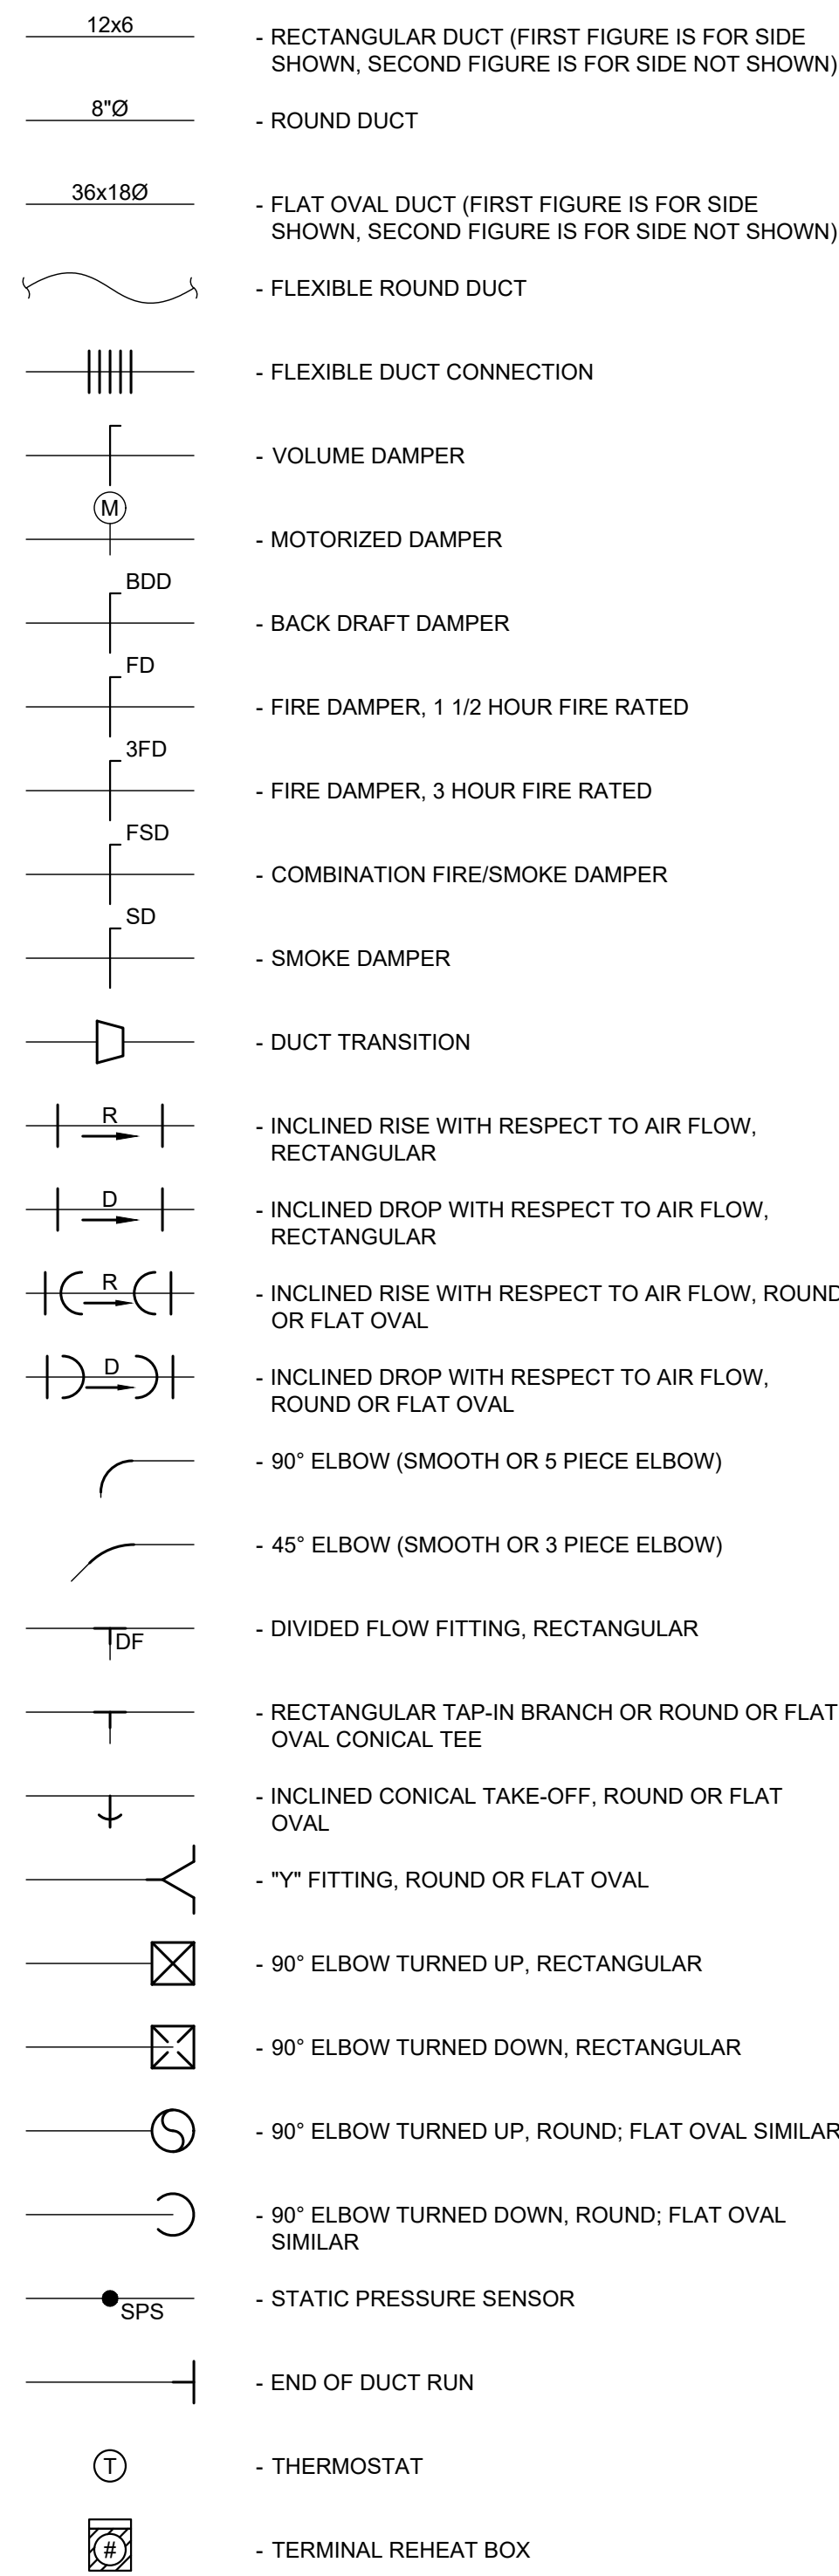 12x6
- RECTANGULAR DUCT (FIRST FIGURE IS FOR SIDE
SHOWN, SECOND FIGURE IS FOR SIDE NOT SHOWN)
8"Ø
- ROUND DUCT
36x18Ø
- FLAT OVAL DUCT (FIRST FIGURE IS FOR SIDE
SHOWN, SECOND FIGURE IS FOR SIDE NOT SHOWN)
- FLEXIBLE ROUND DUCT
- FLEXIBLE DUCT CONNECTION
- VOLUME DAMPER
M
- MOTORIZED DAMPER
BDD
- BACK DRAFT DAMPER
FD
- FIRE DAMPER, 1 1/2 HOUR FIRE RATED
3FD
- FIRE DAMPER, 3 HOUR FIRE RATED
FSD
- COMBINATION FIRE/SMOKE DAMPER
SD
- SMOKE DAMPER
- DUCT TRANSITION
R
- INCLINED RISE WITH RESPECT TO AIR FLOW,
RECTANGULAR
D
- INCLINED DROP WITH RESPECT TO AIR FLOW,
RECTANGULAR
R
- INCLINED RISE WITH RESPECT TO AIR FLOW, ROUND
OR FLAT OVAL
D
- INCLINED DROP WITH RESPECT TO AIR FLOW,
ROUND OR FLAT OVAL
- 90° ELBOW (SMOOTH OR 5 PIECE ELBOW)
- 45° ELBOW (SMOOTH OR 3 PIECE ELBOW)
DF
- DIVIDED FLOW FITTING, RECTANGULAR
- RECTANGULAR TAP-IN BRANCH OR ROUND OR FLAT
OVAL CONICAL TEE
- INCLINED CONICAL TAKE-OFF, ROUND OR FLAT
OVAL
- "Y" FITTING, ROUND OR FLAT OVAL
- 90° ELBOW TURNED UP, RECTANGULAR
- 90° ELBOW TURNED DOWN, RECTANGULAR
- 90° ELBOW TURNED UP, ROUND; FLAT OVAL SIMILAR
- 90° ELBOW TURNED DOWN, ROUND; FLAT OVAL
SIMILAR
SPS
- STATIC PRESSURE SENSOR
- END OF DUCT RUN
T
- THERMOSTAT
#
- TERMINAL REHEAT BOX